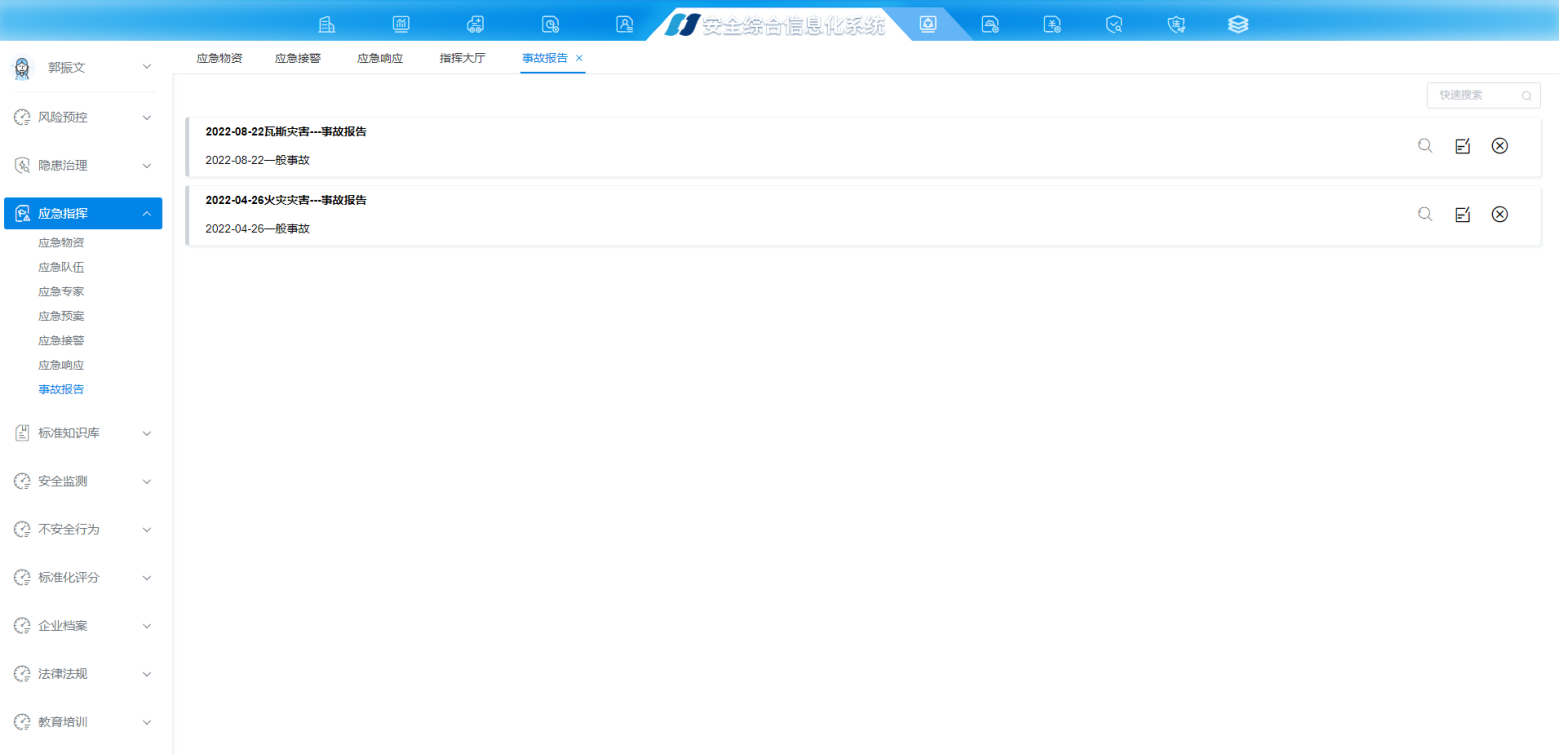 安全综合信息化系统
郭振文
应急物资 应急接警 应急响应 指挥大厅 事故报告 ×
快速搜索
风险预控
隐患治理
应急指挥
应急物资
应急队伍
应急专家
应急预案
应急接警
应急响应
事故报告
标准知识库
安全监测
不安全行为
标准化评分
企业档案
法律法规
教育培训
2022-08-22瓦斯灾害---事故报告
2022-08-22一般事故
2022-04-26火灾灾害---事故报告
2022-04-26一般事故